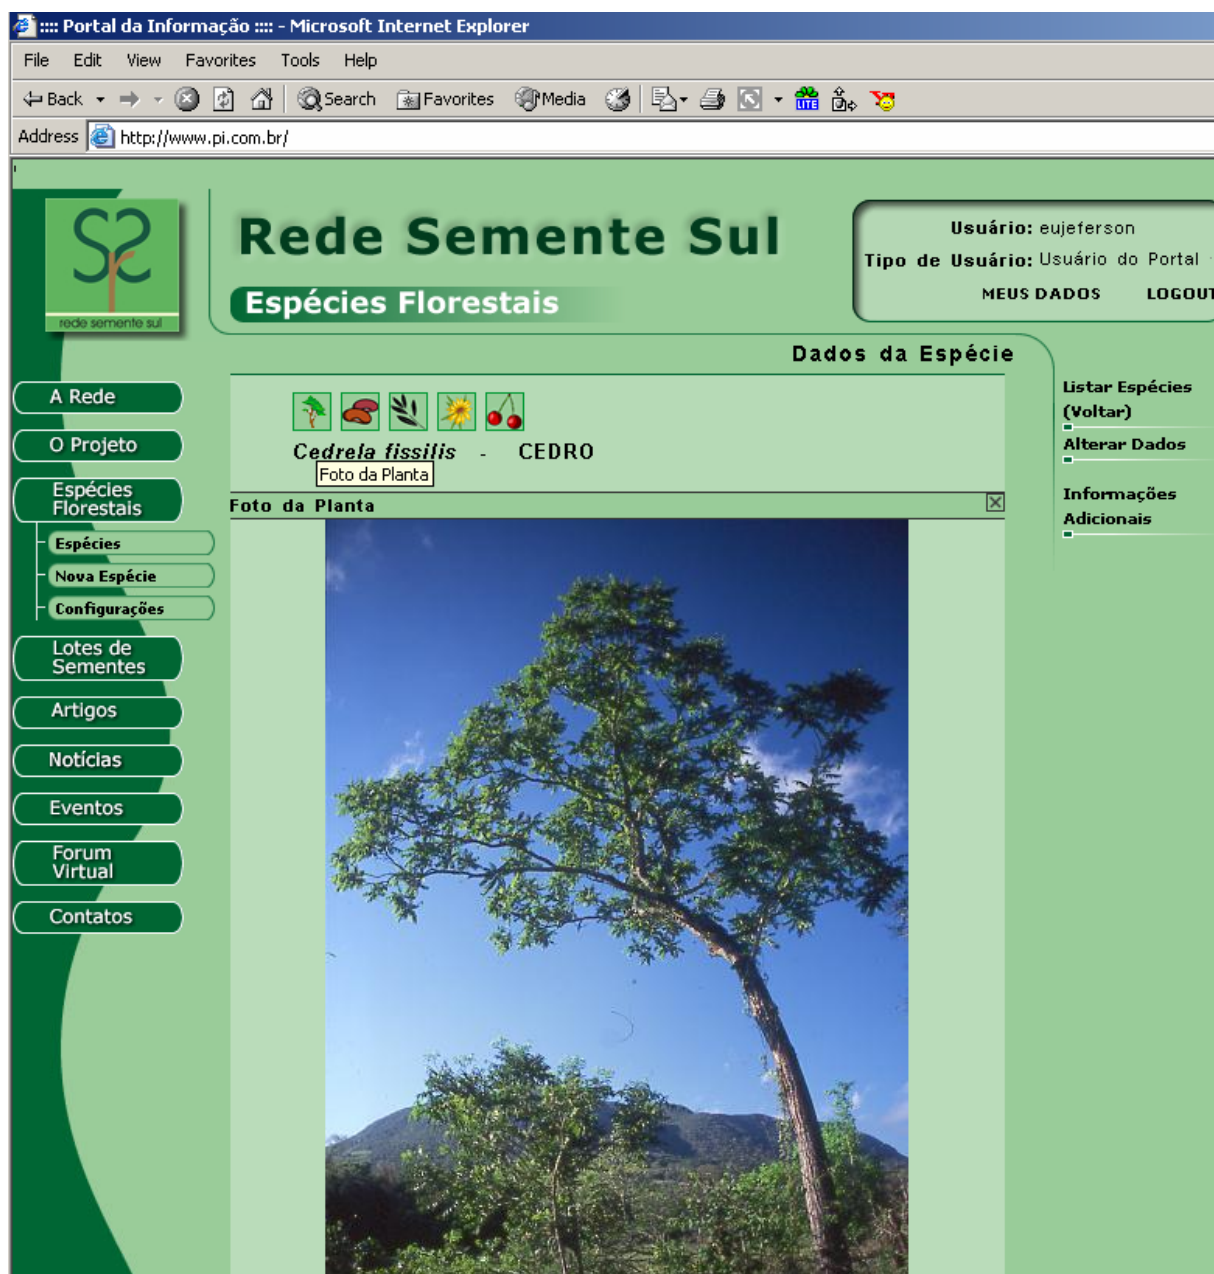 :::: Portal da Informação :::: - Microsoft Internet Explorer
File Edit View Favorites Tools Help
Back Search Favorites Media LITE
Address http://www.pi.com.br/
rede semente sul
Rede Semente Sul
Espécies Florestais
Usuário: eujeferson
Tipo de Usuário: Usuário do Portal
MEUS DADOS LOGOUT
Dados da Espécie
A Rede
O Projeto
Espécies
Florestais
Espécies
Nova Espécie
Configurações
Lotes de
Sementes
Artigos
Notícias
Eventos
Forum
Virtual
Contatos
Cedrela fissilis - CEDRO
Foto da Planta
Foto da Planta
Listar Espécies
(Voltar)
Alterar Dados
Informações
Adicionais